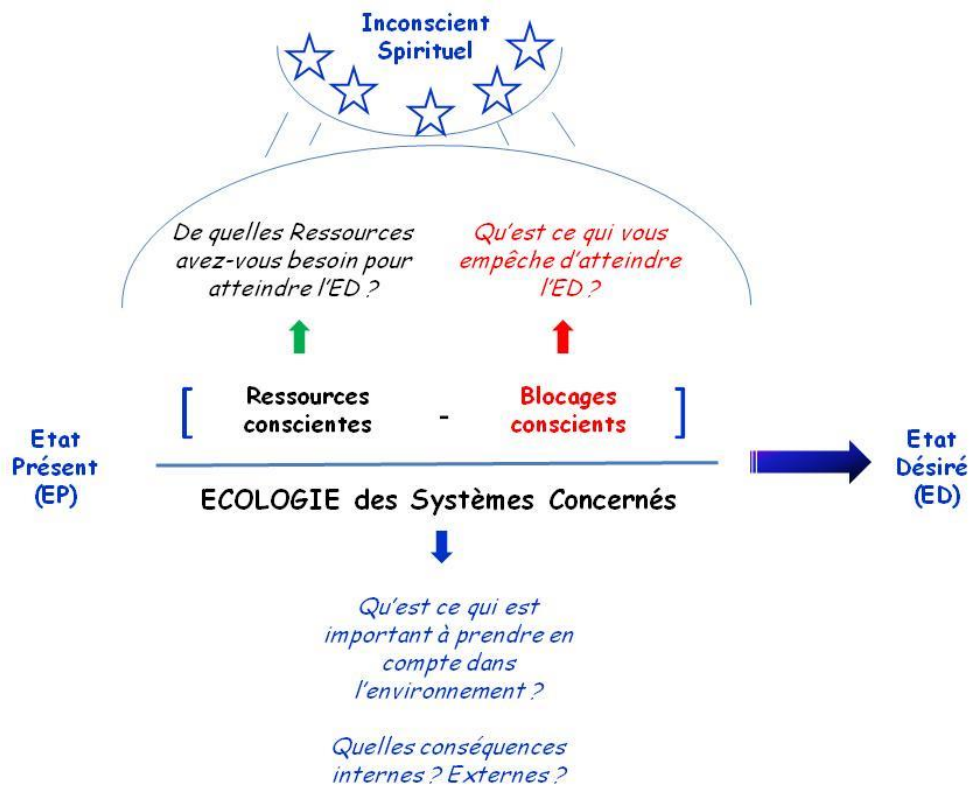 Inconscient
Spirituel
De quelles Ressources
avez-vous besoin pour
atteindre l'ED ?
Qu'est ce qui vous
empêche d'atteindre
l'ED ?
[ Ressources
conscientes
-
Blocages
conscients ]
Etat
Présent
(EP)
Etat
Désiré
(ED)
ECOLOGIE des Systèmes Concernés
Qu'est ce qui est
important à prendre en
compte dans
l'environnement ?
Quelles conséquences
internes ? Externes ?